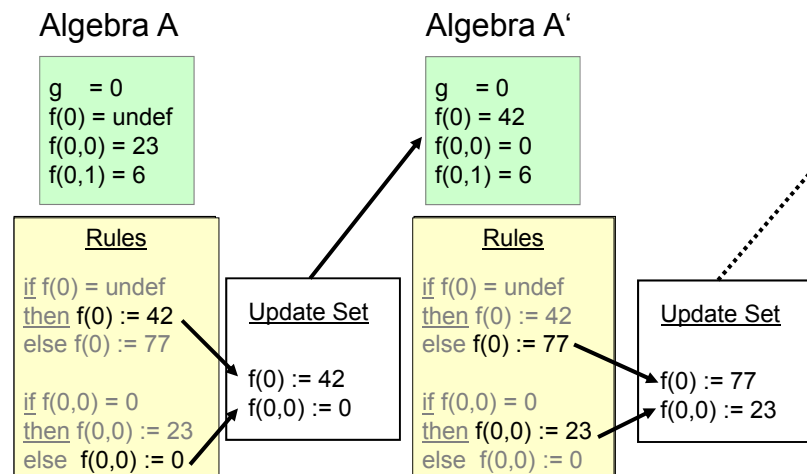 Algebra A
g = 0
f(0) = undef
f(0,0) = 23
f(0,1) = 6
Rules
if f(0) = undef
then f(0) := 42
else f(0) := 77
if f(0,0) = 0
then f(0,0) := 23
else f(0,0) := 0
Update Set
f(0) := 42
f(0,0) := 0
Algebra A‘
g = 0
f(0) = 42
f(0,0) = 0
f(0,1) = 6
Rules
if f(0) = undef
then f(0) := 42
else f(0) := 77
if f(0,0) = 0
then f(0,0) := 23
else f(0,0) := 0
Update Set
f(0) := 77
f(0,0) := 23